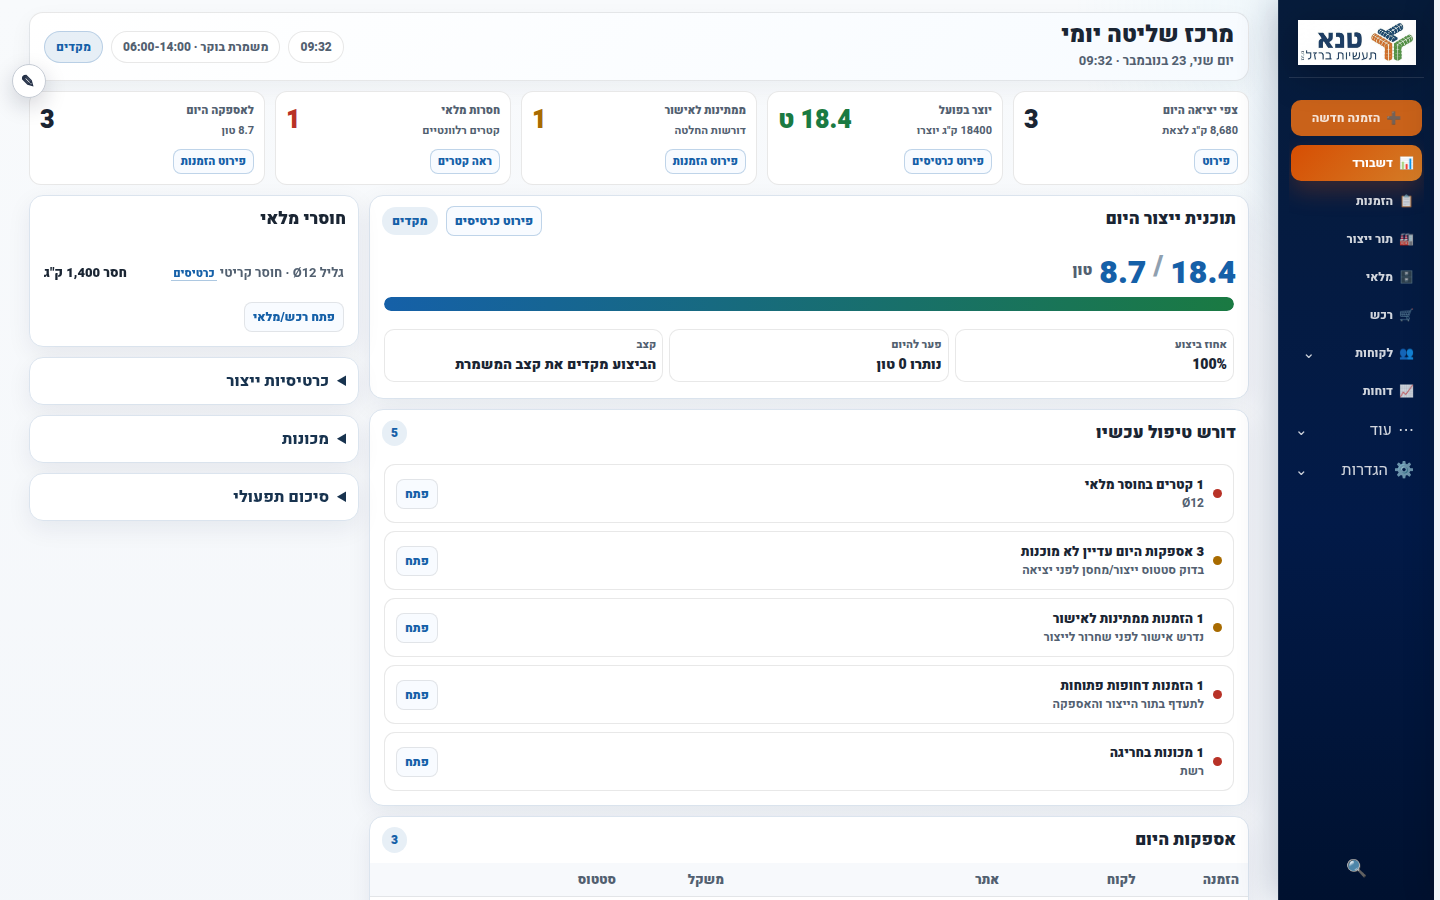 טנא
תעשיות ברזל
הזמנה חדשה
דשבורד
הזמנות
תור ייצור
מלאי
רכש
לקוחות
דוחות
עוד
הגדרות
מרכז שליטה יומי
יום שני, 23 בנובמבר · 09:32
09:32
משמרת בוקר · 06:00-14:00
מקדים
צפי יציאה היום
3
8,680 ק"ג לצאת
פירוט
יוצר בפועל
18.4 ט
18400 ק"ג יוצרו
פירוט כרטיסים
ממתינות לאישור
1
דורשות החלטה
פירוט הזמנות
חסרות מלאי
1
קטרים רלוונטיים
ראה קטרים
לאספקה היום
3
8.7 טון
פירוט הזמנות
תוכנית ייצור היום
פירוט כרטיסים
מקדים
18.4 / 8.7 טון
אחוז ביצוע
100%
פער להיום
נותרו 0 טון
קצב
הביצוע מקדים את קצב המשמרת
דורש טיפול עכשיו
5
1 קטרים בחוסר מלאי
Ø12
פתח
3 אספקות היום עדיין לא מוכנות
בדוק סטטוס ייצור/מחסן לפני יציאה
פתח
1 הזמנות ממתינות לאישור
נדרש אישור לפני שחרור לייצור
פתח
1 הזמנות דחופות פתוחות
לתעדף בתור הייצור והאספקה
פתח
1 מכונות בחריגה
רשת
פתח
אספקות היום
3
הזמנה לקוח אתר משקל סטטוס
חוסרי מלאי
גליל Ø12 · חוסר קריטי כרטיסים חסר 1,400 ק"ג
פתח רכש/מלאי
כרטיסיות ייצור
מכונות
סיכום תפעולי